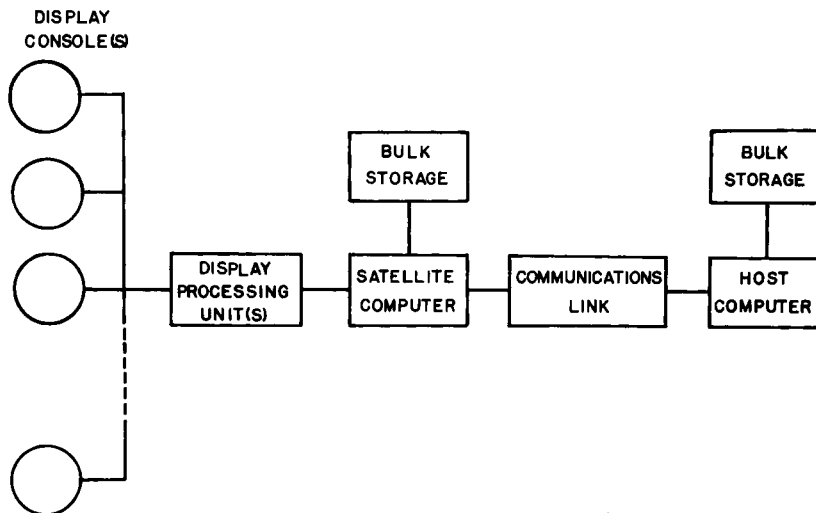 DISPLAY
CONSOLE(S)
BULK
STORAGE
BULK
STORAGE
DISPLAY
PROCESSING
UNIT(S)
SATELLITE
COMPUTER
COMMUNICATIONS
LINK
HOST
COMPUTER